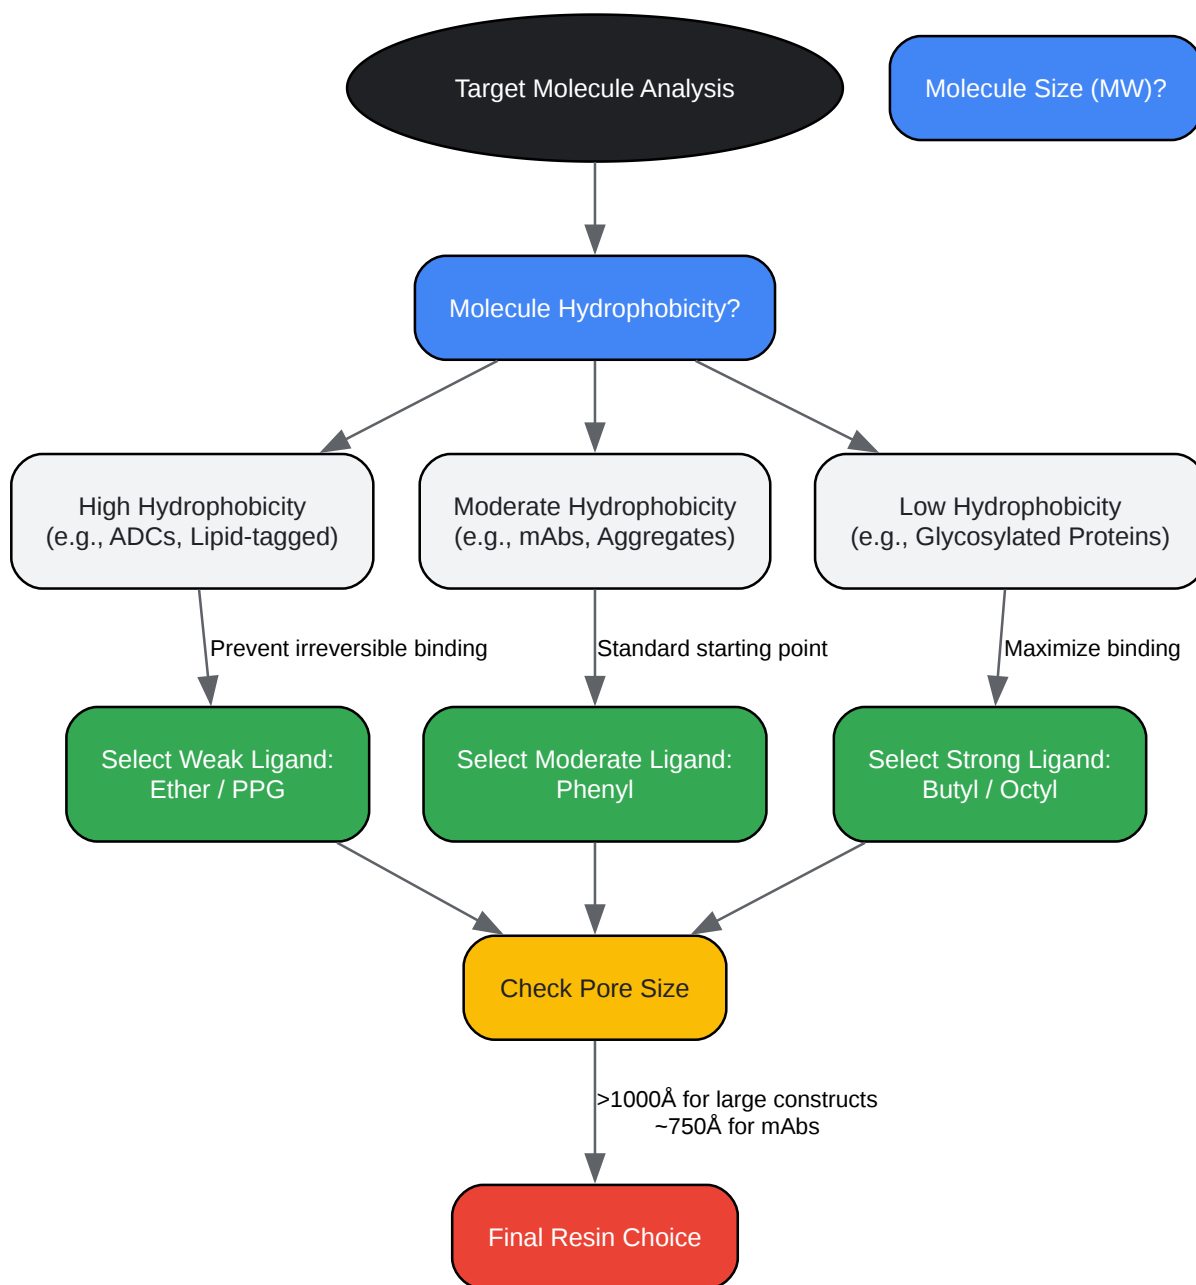 Target Molecule Analysis
Molecule Size (MW)?
Molecule Hydrophobicity?
High Hydrophobicity
(e.g., ADCs, Lipid-tagged)
Moderate Hydrophobicity
(e.g., mAbs, Aggregates)
Low Hydrophobicity
(e.g., Glycosylated Proteins)
Prevent irreversible binding
Standard starting point
Maximize binding
Select Weak Ligand:
Ether / PPG
Select Moderate Ligand:
Phenyl
Select Strong Ligand:
Butyl / Octyl
Check Pore Size
>1000Å for large constructs
~750Å for mAbs
Final Resin Choice